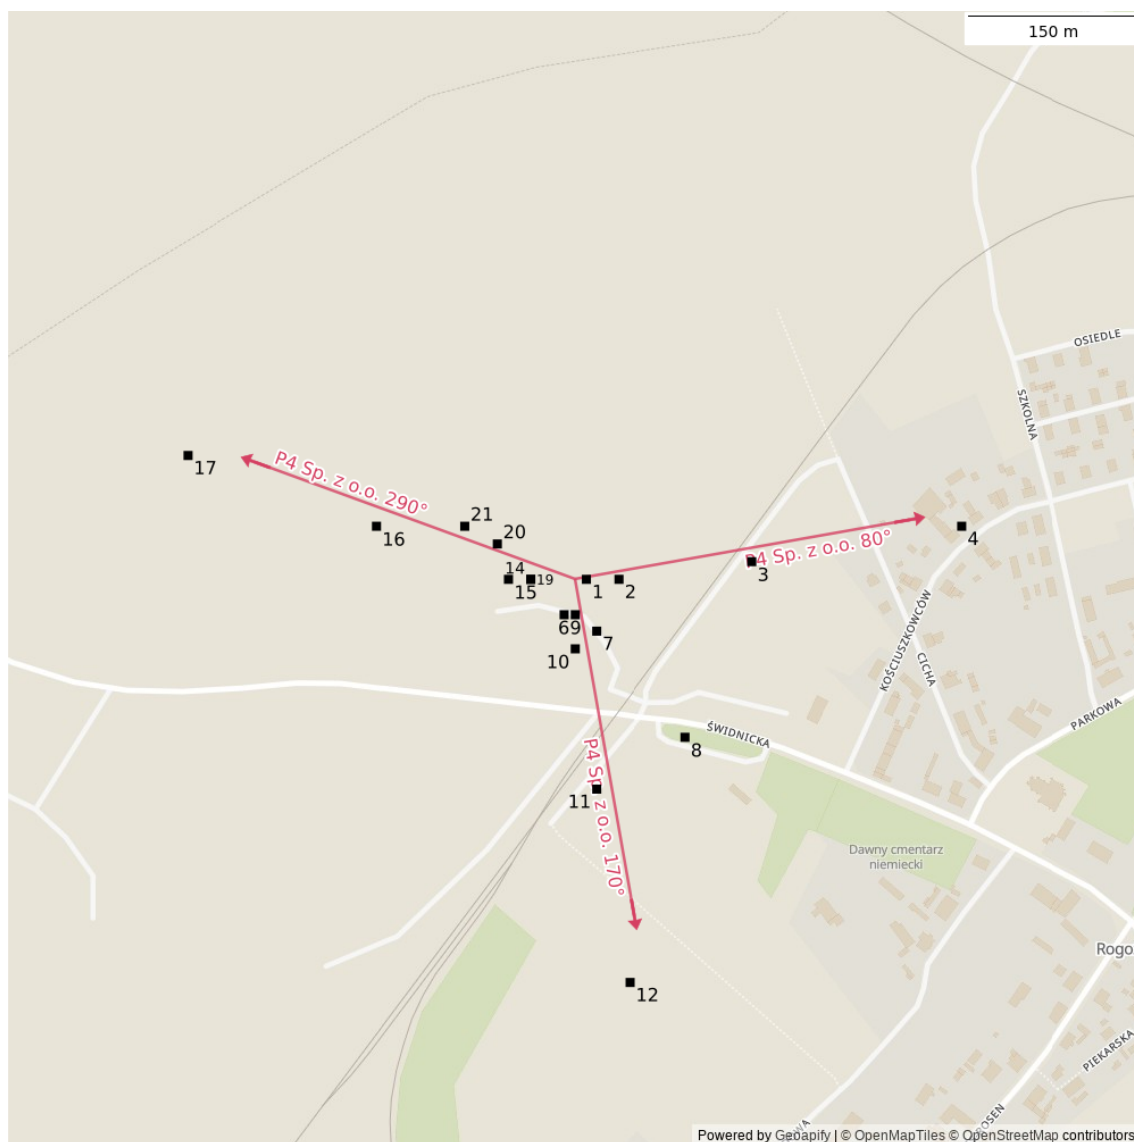 150 m
OSIEDLE
SZKOLNA
17
P4 Sp. z o.o. 290°
16
21
20
P4 Sp. z o.o. 80°
4
14
15
19
1
2
3
69
7
10
KOŚCIUSZKOWCÓW
CICHA
PARKOWA
ŚWIDNICKA
8
P4 Sp. z o.o. 170°
11
Dawny cmentarz
niemiecki
12
Rogo
PIEKARSKA
ROSEN
OWA
Powered by Geoapify | © OpenMapTiles © OpenStreetMap contributors